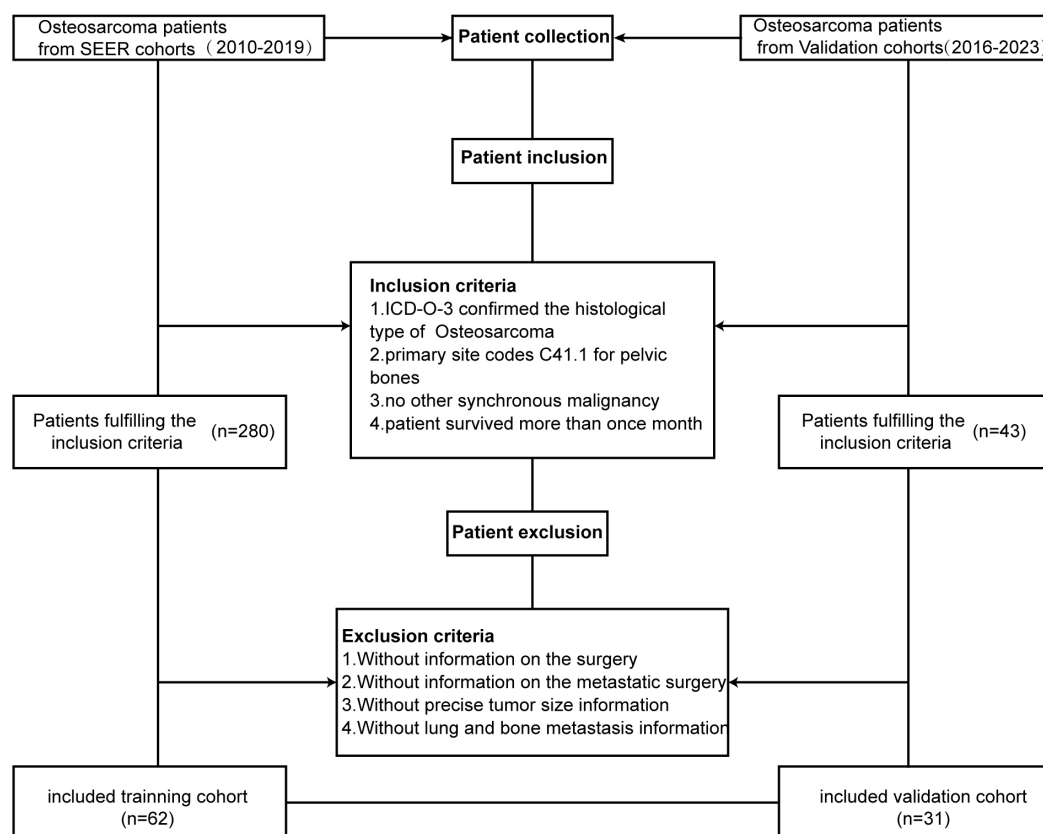 Osteosarcoma patients
from SEER cohorts（2010-2019）
Patient collection
Osteosarcoma patients
from Validation cohorts(2016-2023)
Patient inclusion
Inclusion criteria
1.ICD-O-3 confirmed the histological
type of Osteosarcoma
2.primary site codes C41.1 for pelvic
bones
3.no other synchronous malignancy
4.patient survived more than once month
Patients fulfilling the
inclusion criteria (n=280)
Patients fulfilling the
inclusion criteria (n=43)
Patient exclusion
Exclusion criteria
1.Without information on the surgery
2.Without information on the metastatic surgery
3.Without precise tumor size information
4.Without lung and bone metastasis information
included trainning cohort
(n=62)
included validation cohort
(n=31)